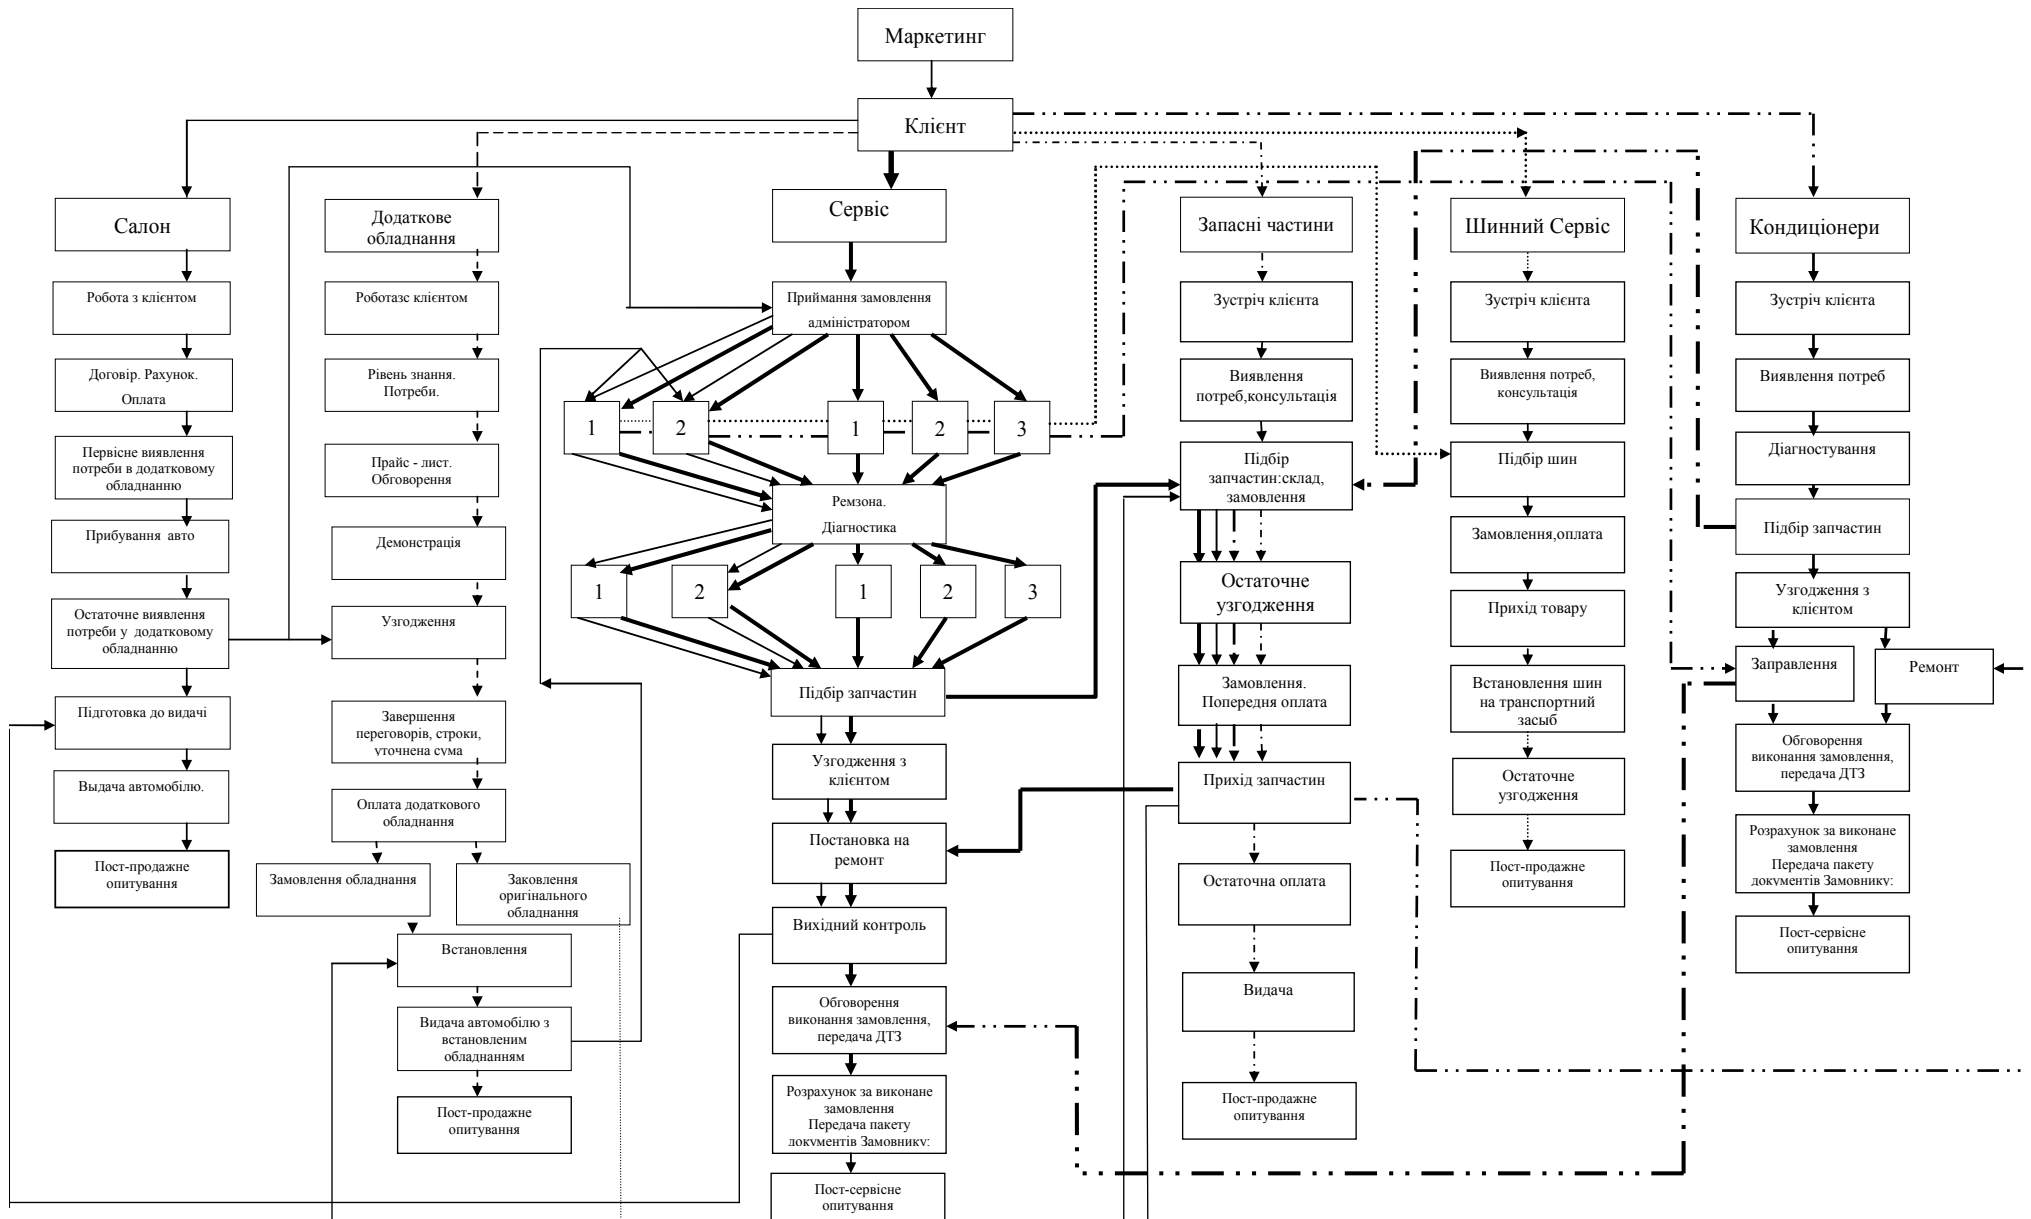 Маркетинг
Клієнт
Салон
Робота з клієнтом
Договір. Рахунок.
Оплата
Первісне виявлення
потреби в додатковому
обладнанню
Прибування авто
Остаточне виявлення
потреби у додатковому
обладнанню
Підготовка до видачі
Выдача автомобілю.
Пост-продажне
опитування
Додаткове
обладнання
Роботазс клієнтом
Рівень знання.
Потреби.
Прайс - лист.
Обговорення
Демонстрація
Узгодження
Завершення
переговорів, строки,
уточнена сума
Оплата додаткового
обладнання
Замовлення обладнання
Заковлення
оригінального
обладнання
Встановлення
Видача автомобілю з
встановленим
обладнанням
Пост-продажне
опитування
Сервіс
Приймання замовлення
адміністратором
1
2
1
2
3
Ремзона.
Діагностика
1
2
1
2
3
Підбір запчастин
Узгодження з
клієнтом
Постановка на
ремонт
Вихідний контроль
Обговорення
виконання замовлення,
передача ДТЗ
Розрахунок за виконане
замовлення
Передача пакету
документів Замовнику:
Пост-сервісне
опитування
Запасні частини
Зустріч клієнта
Виявлення
потреб,консультація
Підбір
запчастин:склад,
замовлення
Остаточне
узгодження
Замовлення.
Попередня оплата
Прихід запчастин
Остаточна оплата
Видача
Пост-продажне
опитування
Шинний Сервіс
Зустріч клієнта
Виявлення потреб,
консультація
Підбір шин
Замовлення,оплата
Прихід товару
Встановлення шин
на транспортний
засыб
Остаточне
узгодження
Пост-продажне
опитування
Кондиціонери
Зустріч клієнта
Виявлення потреб
Діагностування
Підбір запчастин
Узгодження з
клієнтом
Заправлення
Ремонт
Обговорення
виконання замовлення,
передача ДТЗ
Розрахунок за виконане
замовлення
Передача пакету
документів Замовнику:
Пост-сервісне
опитування